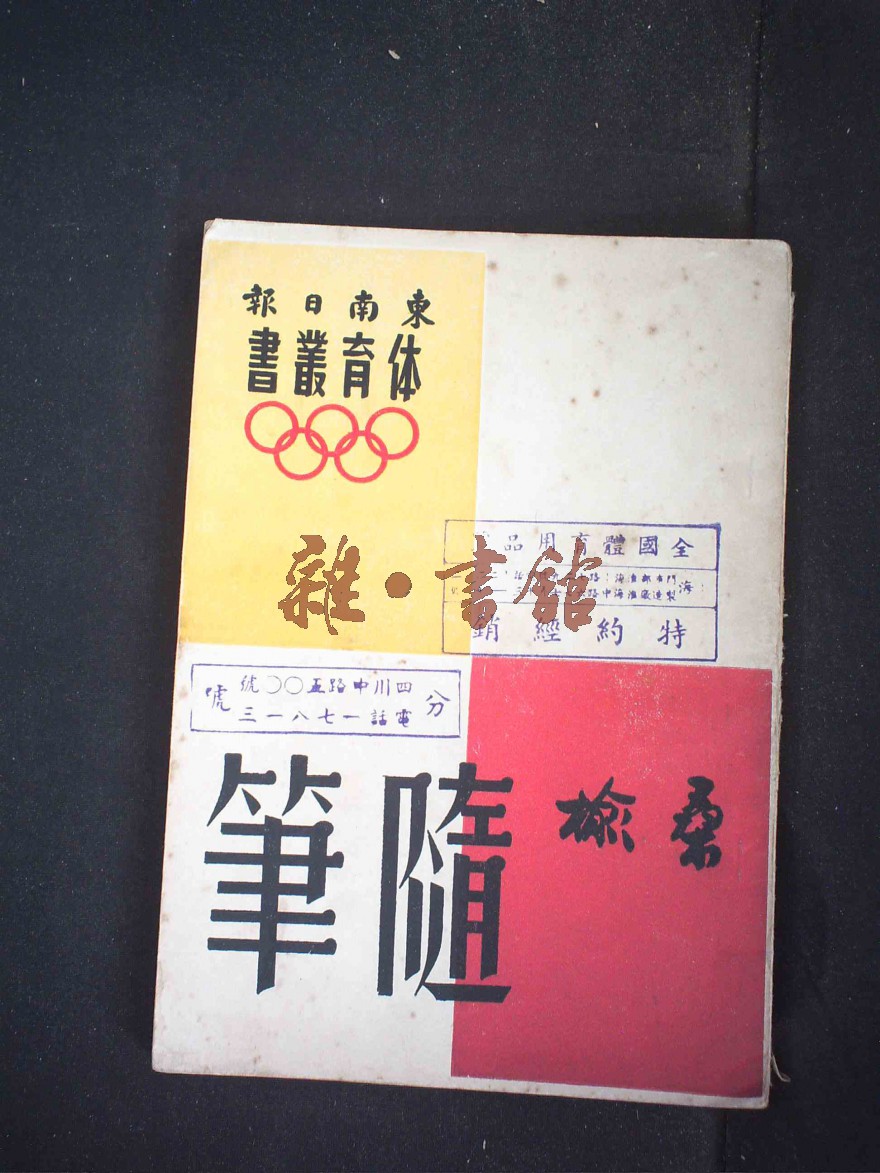 東南日報
体育叢書
全國體育用品
特約經銷
雜·書館
四川中路五〇〇號
分號
電話一七八一三
桑榆
隨筆